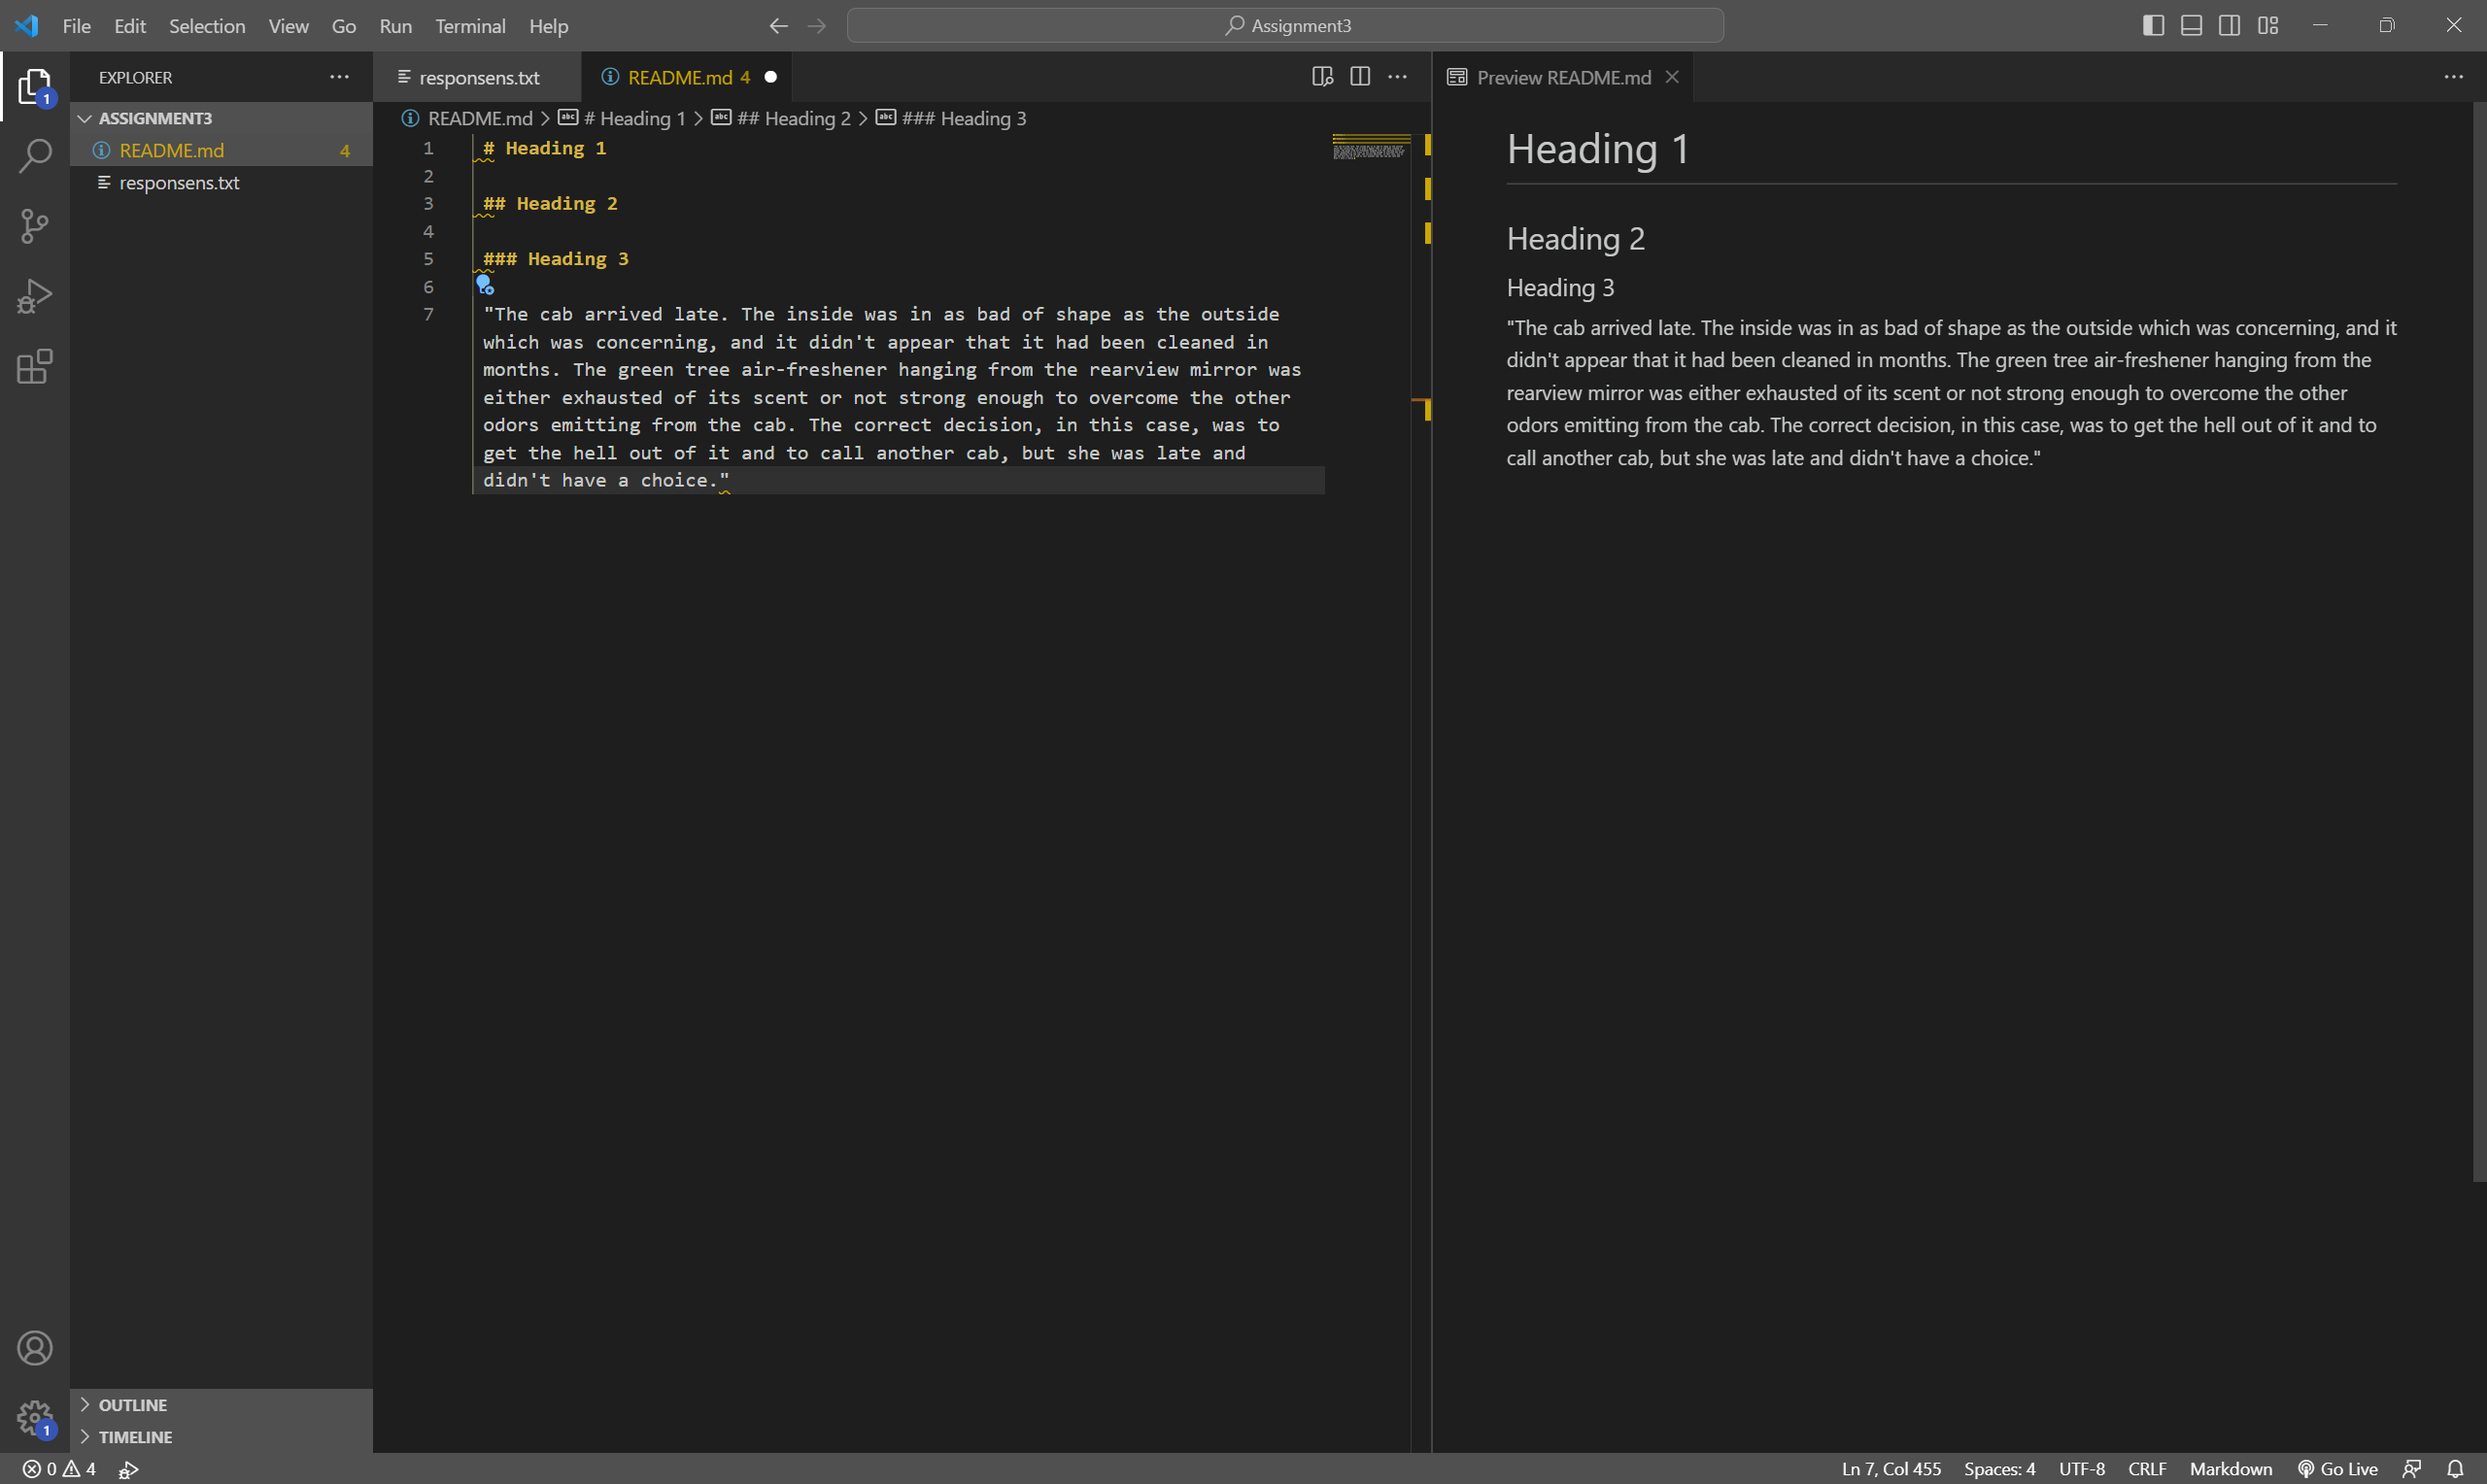 File Edit Selection View Go Run Terminal Help
Assignment3
EXPLORER
ASSIGNMENT3
README.md 4
responsens.txt
OUTLINE
TIMELINE
responsens.txt
README.md 4
README.md > # Heading 1 > ## Heading 2 > ### Heading 3
1 # Heading 1
2
3 ## Heading 2
4
5 ### Heading 3
6
7 "The cab arrived late. The inside was in as bad of shape as the outside
which was concerning, and it didn't appear that it had been cleaned in
months. The green tree air-freshener hanging from the rearview mirror was
either exhausted of its scent or not strong enough to overcome the other
odors emitting from the cab. The correct decision, in this case, was to
get the hell out of it and to call another cab, but she was late and
didn't have a choice."
Preview README.md
Heading 1
Heading 2
Heading 3
"The cab arrived late. The inside was in as bad of shape as the outside which was concerning, and it
didn't appear that it had been cleaned in months. The green tree air-freshener hanging from the
rearview mirror was either exhausted of its scent or not strong enough to overcome the other
odors emitting from the cab. The correct decision, in this case, was to get the hell out of it and to
call another cab, but she was late and didn't have a choice."
1
1
0 4
Ln 7, Col 455 Spaces: 4 UTF-8 CRLF Markdown Go Live